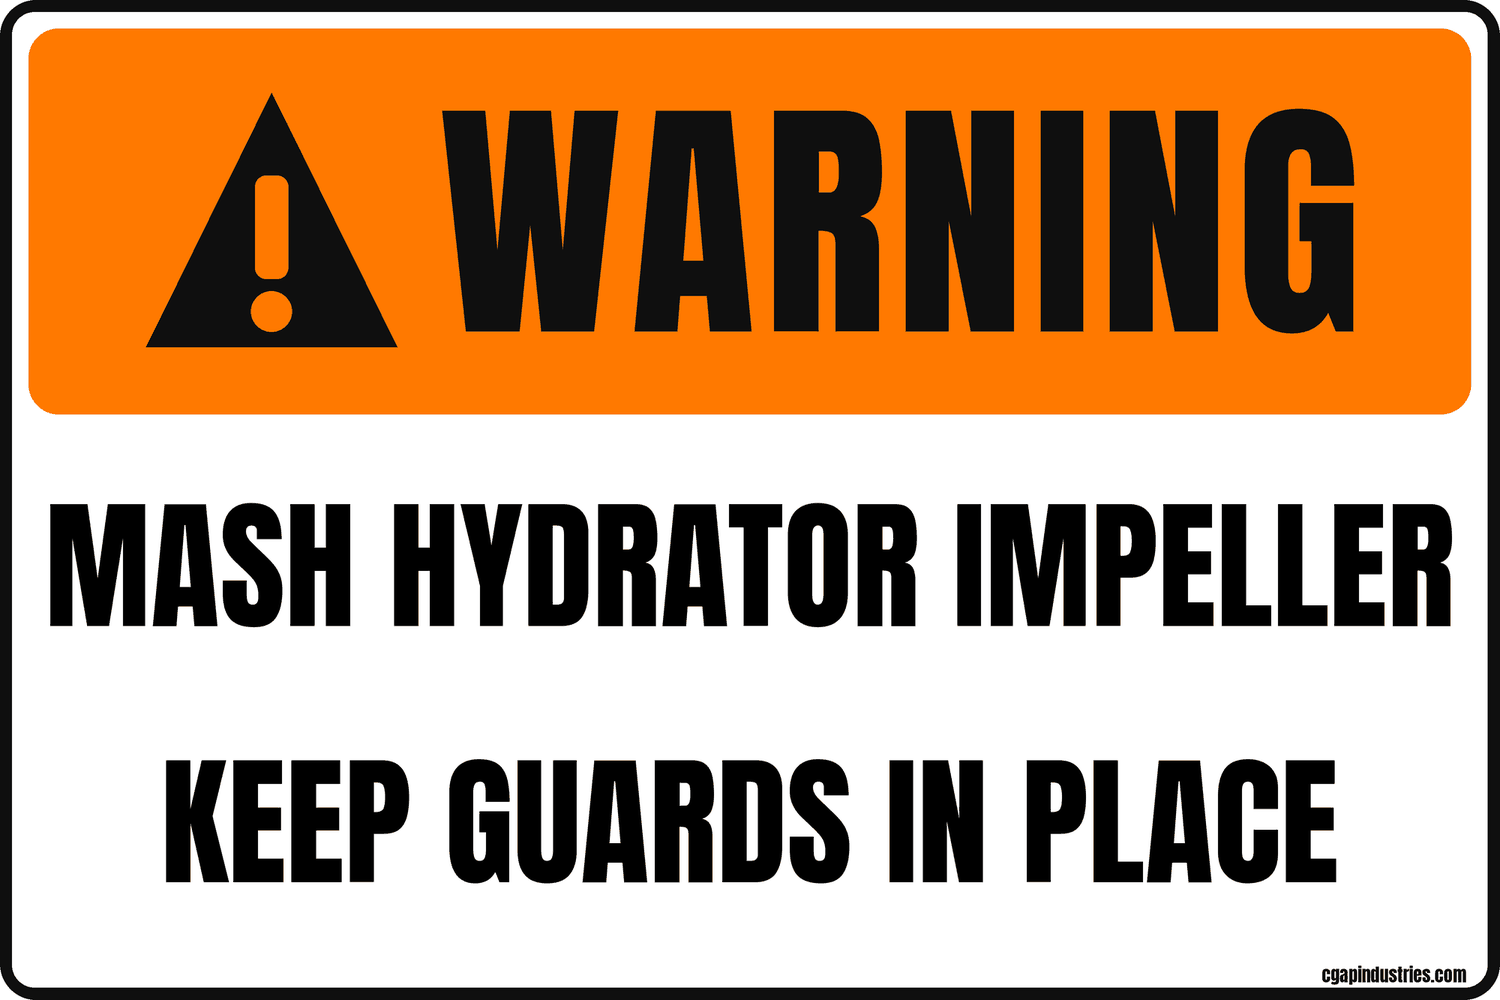 WARNING
MASH HYDRATOR IMPELLER
KEEP GUARDS IN PLACE
cgapindustries.com